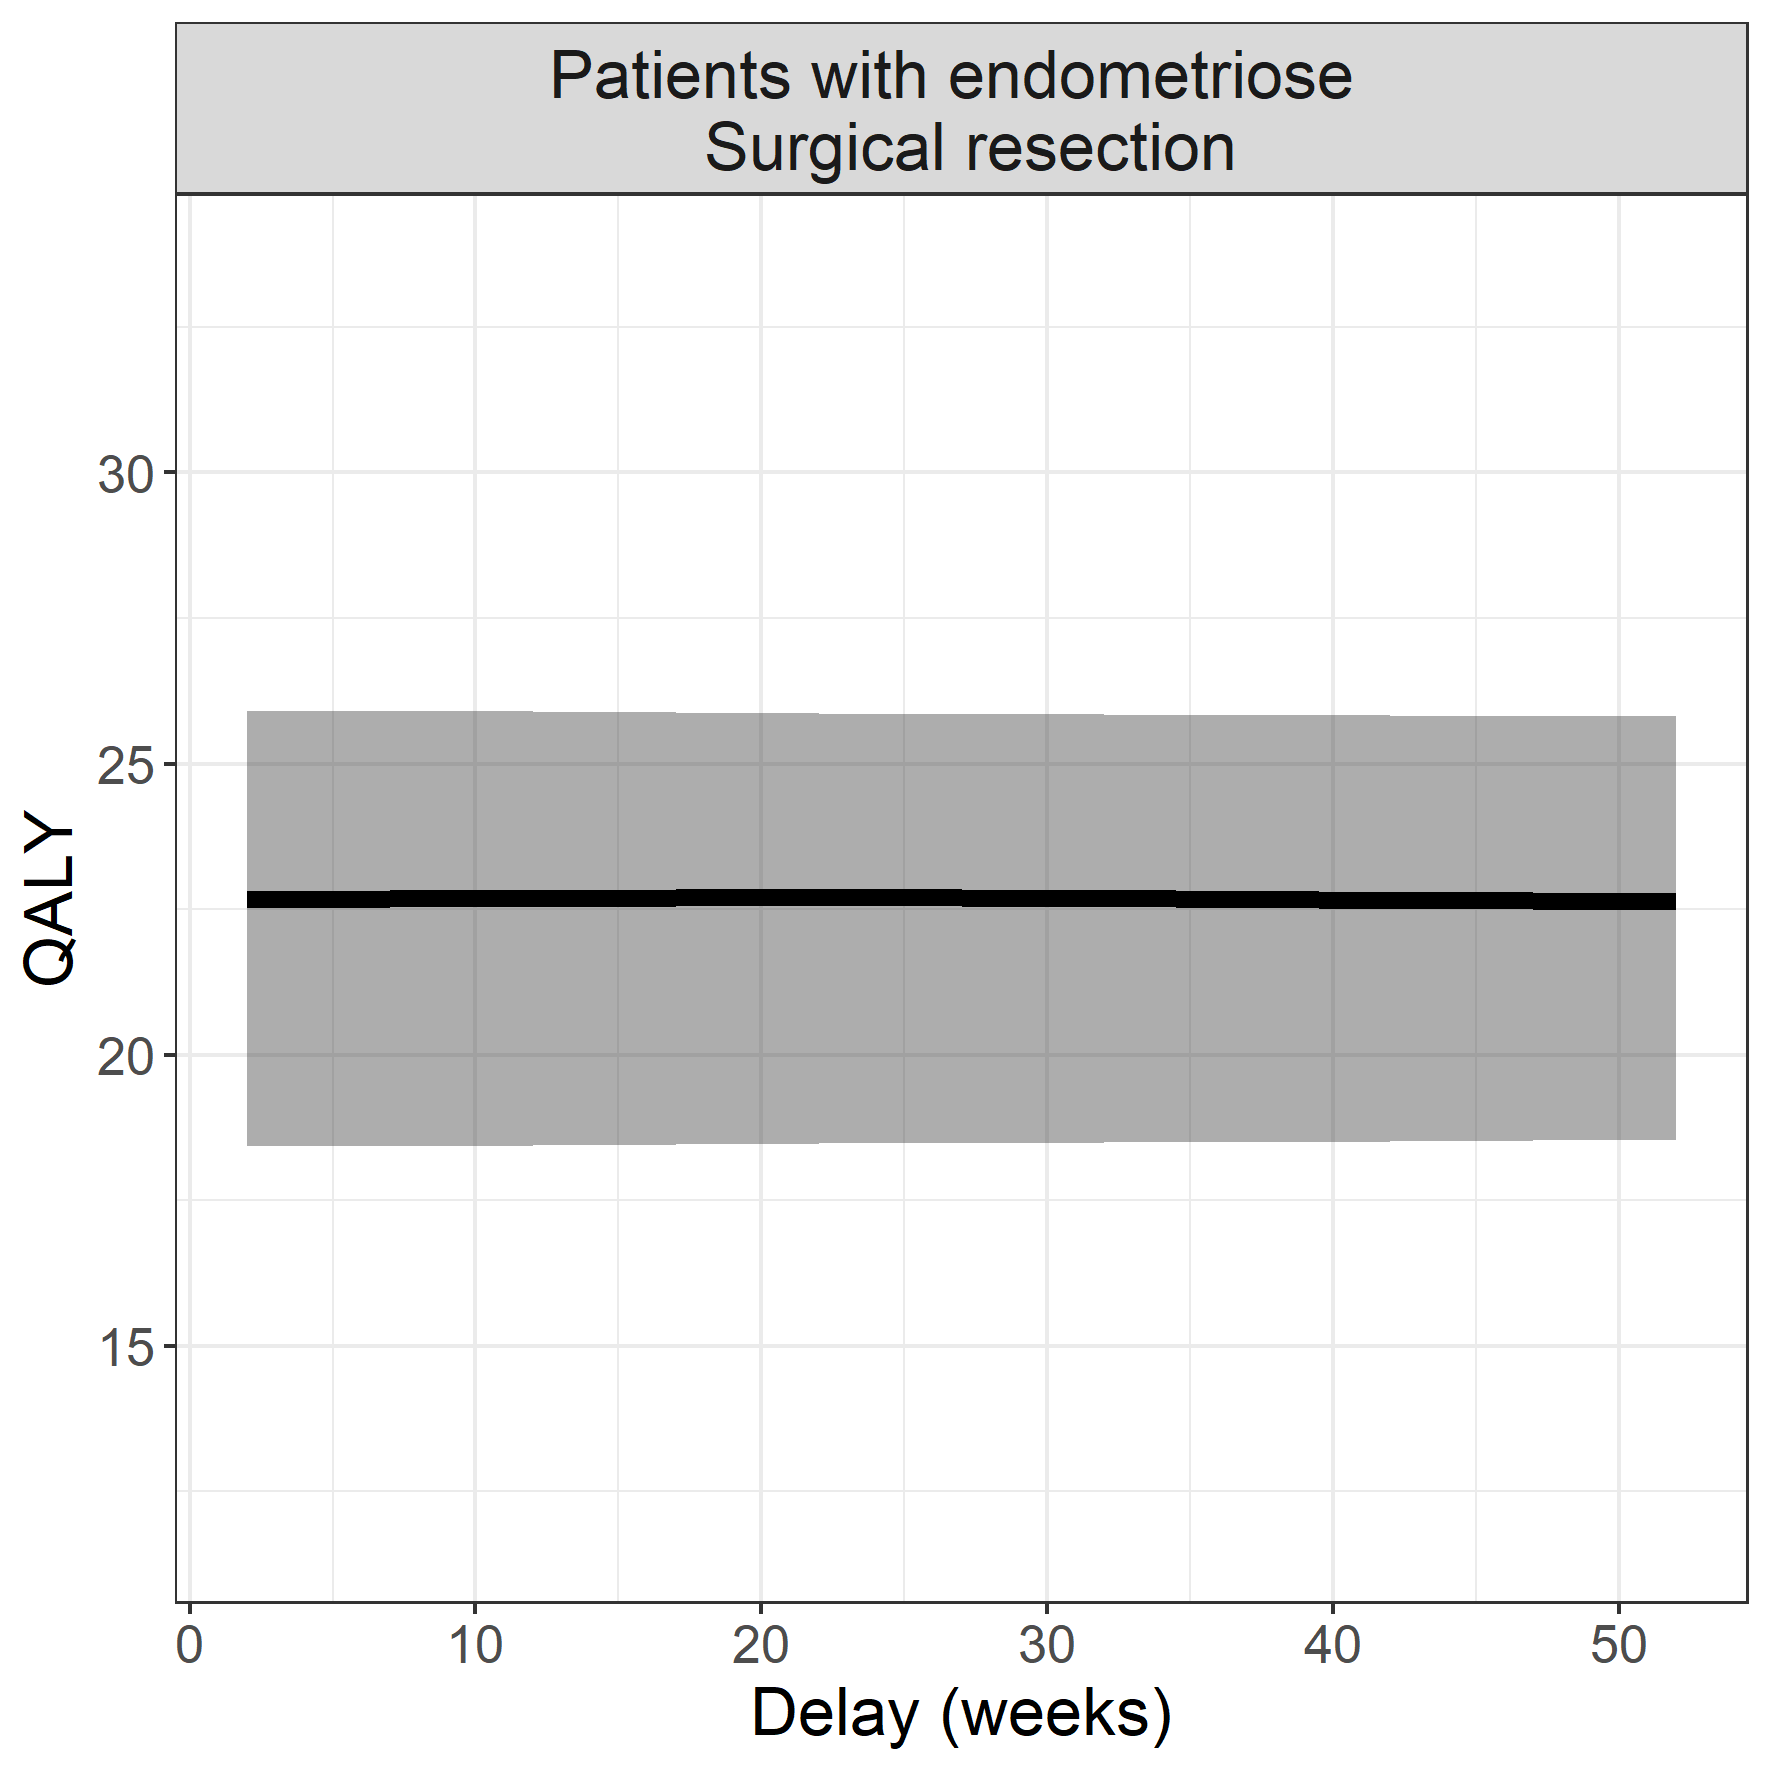 Patients with endometriose
Surgical resection
QALY
30
25
20
15
0 10 20 30 40 50
Delay (weeks)